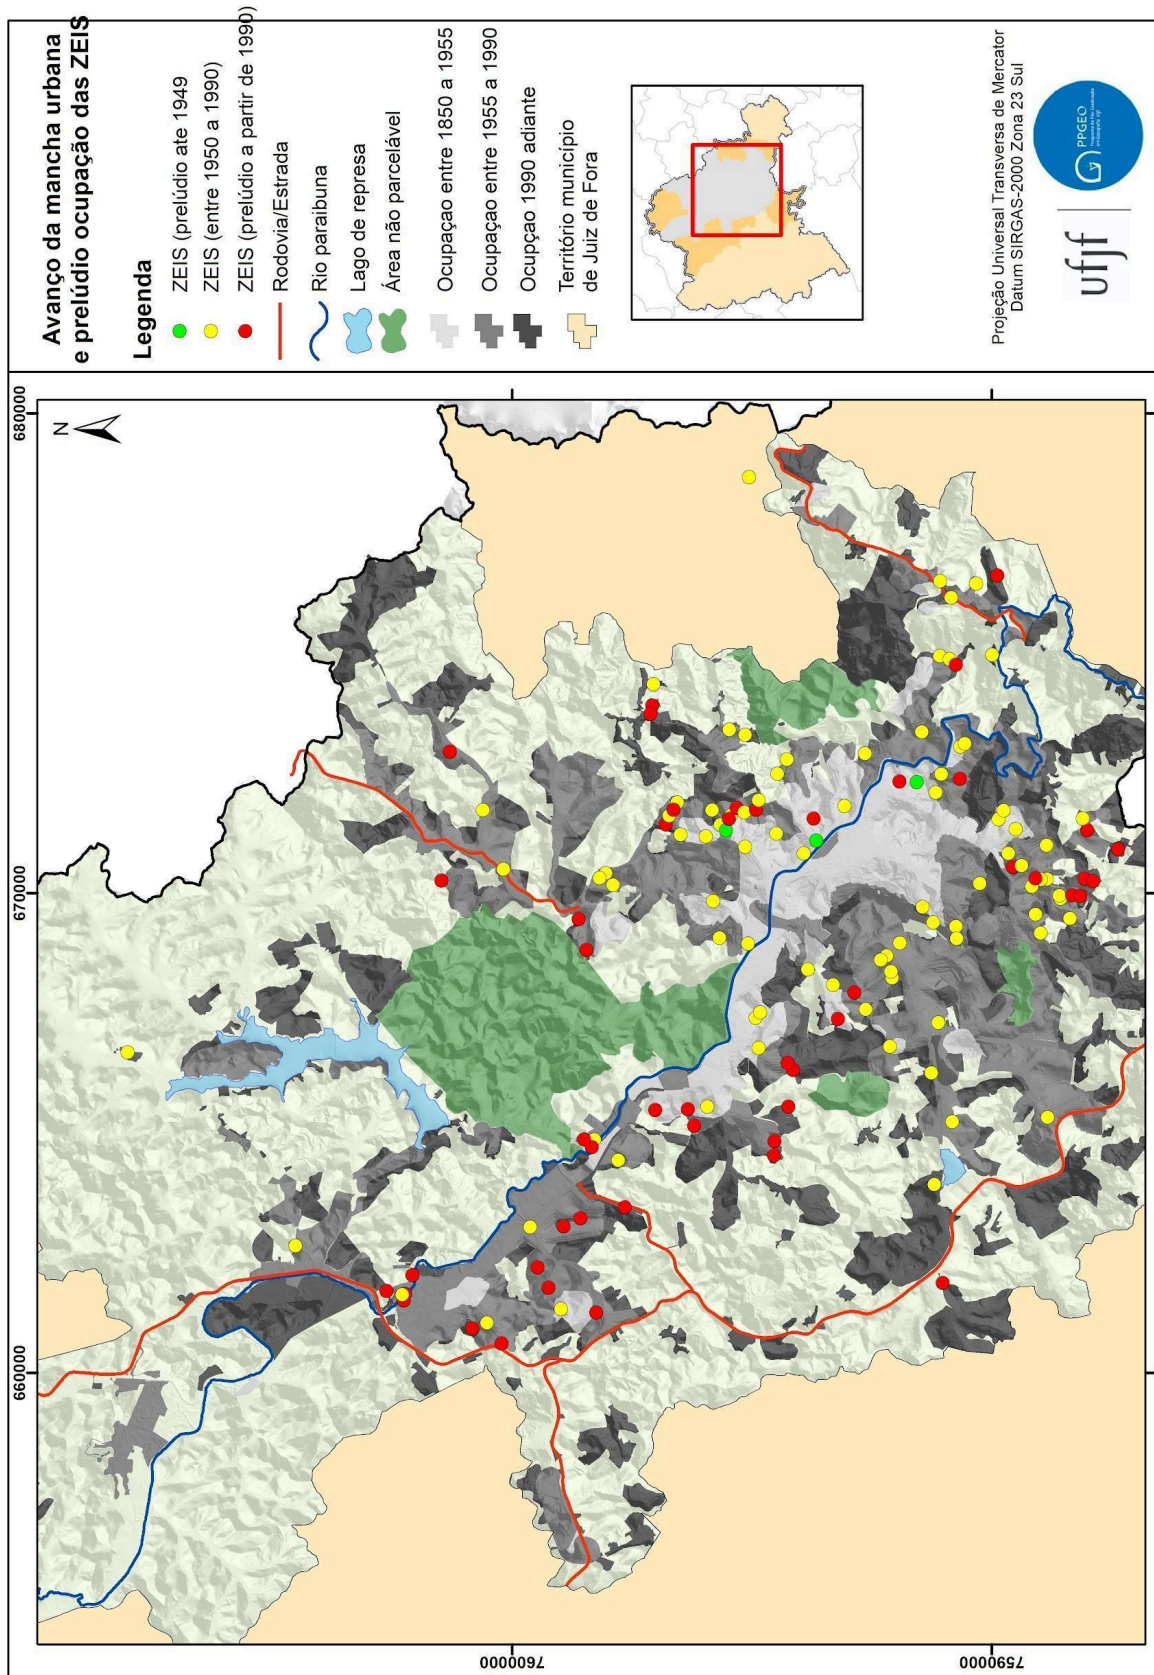 Avanço da mancha urbana
e prelúdio ocupação das ZEIS
Legenda
ZEIS (prelúdio até 1949
ZEIS (entre 1950 a 1990)
ZEIS (prelúdio a partir de 1990)
Rodovia/Estrada
Rio paraibuna
Lago de represa
Área não parcelável
Ocupaçao entre 1850 a 1955
Ocupaçao entre 1955 a 1990
Ocupçao 1990 adiante
Território município
de Juiz de Fora
Projeção Universal Transversa de Mercator
Datum SIRGAS-2000 Zona 23 Sul
ufjf
PPGEO
N
660000
670000
680000
7600000
7590000